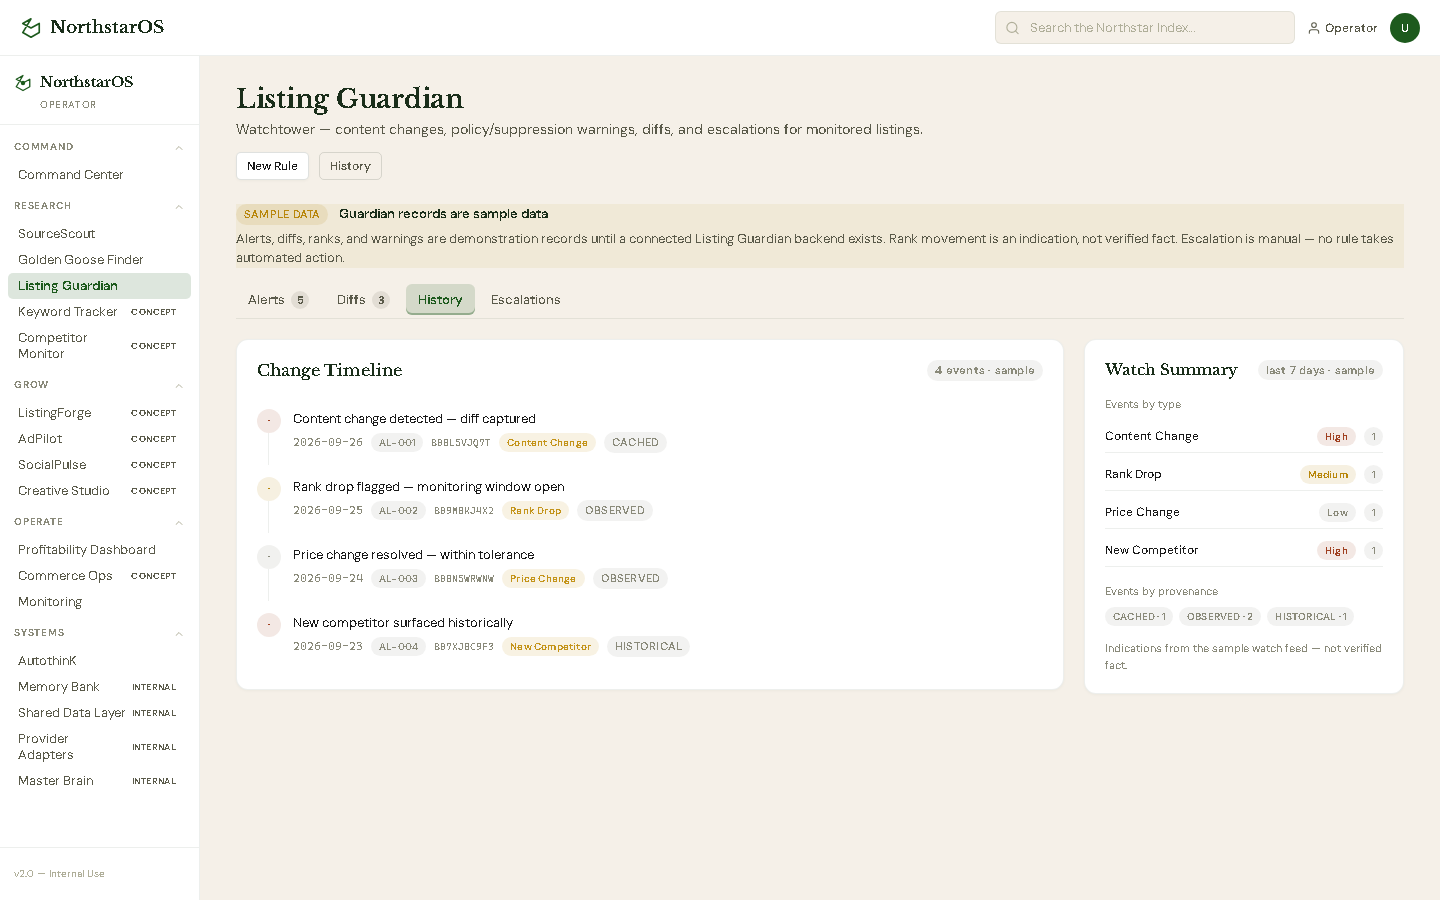 NorthstarOS
Search the Northstar Index...
Operator
U
NorthstarOS
OPERATOR
COMMAND
Command Center
RESEARCH
SourceScout
Golden Goose Finder
Listing Guardian
Keyword Tracker CONCEPT
Competitor Monitor CONCEPT
GROW
ListingForge CONCEPT
AdPilot CONCEPT
SocialPulse CONCEPT
Creative Studio CONCEPT
OPERATE
Profitability Dashboard
Commerce Ops CONCEPT
Monitoring
SYSTEMS
AutothinK
Memory Bank INTERNAL
Shared Data Layer INTERNAL
Provider Adapters INTERNAL
Master Brain INTERNAL
v2.0 — Internal Use
Listing Guardian
Watchtower — content changes, policy/suppression warnings, diffs, and escalations for monitored listings.
New Rule History
SAMPLE DATA Guardian records are sample data
Alerts, diffs, ranks, and warnings are demonstration records until a connected Listing Guardian backend exists. Rank movement is an indication, not verified fact. Escalation is manual — no rule takes
automated action.
Alerts 5 Diffs 3 History Escalations
Change Timeline 4 events · sample
Content change detected — diff captured
2026-09-26 AL-001 B0BL5VJQ7T Content Change CACHED
Rank drop flagged — monitoring window open
2026-09-25 AL-002 B09MBKJ4X2 Rank Drop OBSERVED
Price change resolved — within tolerance
2026-09-24 AL-003 B0BN5WRWNW Price Change OBSERVED
New competitor surfaced historically
2026-09-23 AL-004 B07XJBC9F3 New Competitor HISTORICAL
Watch Summary last 7 days · sample
Events by type
Content Change High 1
Rank Drop Medium 1
Price Change Low 1
New Competitor High 1
Events by provenance
CACHED · 1 OBSERVED · 2 HISTORICAL · 1
Indications from the sample watch feed — not verified
fact.